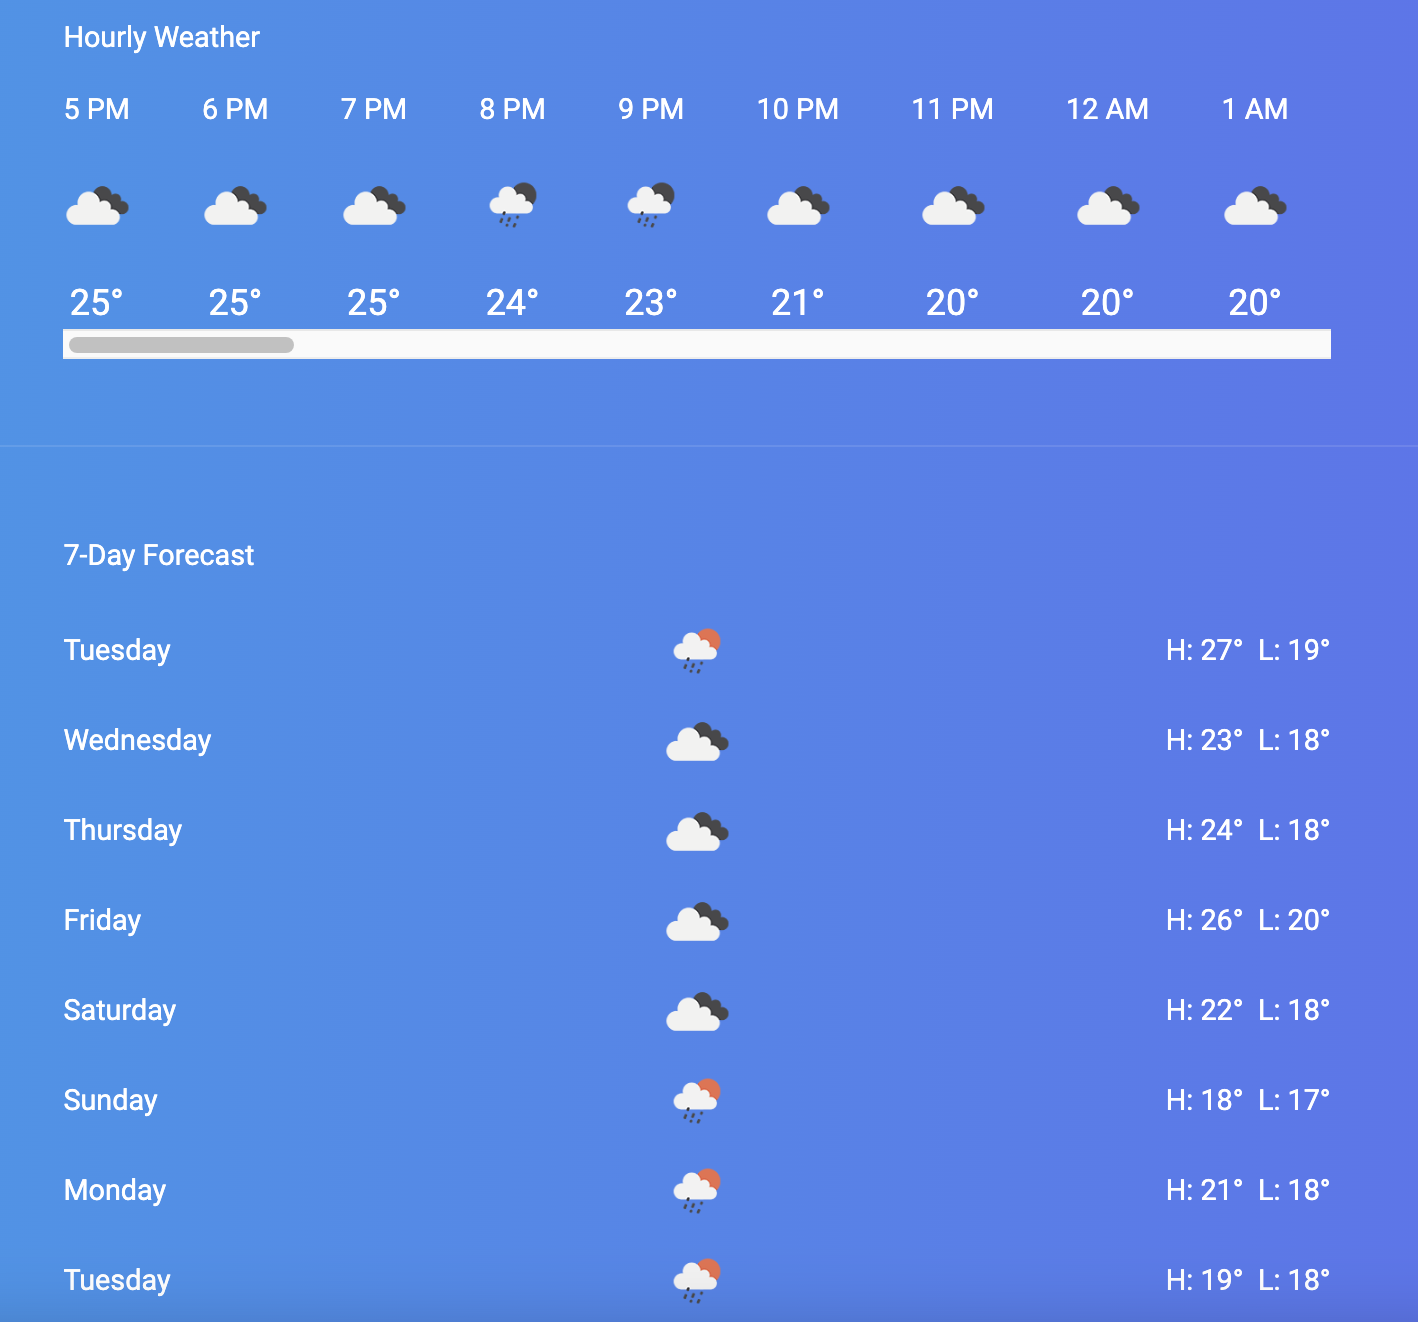 Hourly Weather
5 PM 6 PM 7 PM 8 PM 9 PM 10 PM 11 PM 12 AM 1 AM
25° 25° 25° 24° 23° 21° 20° 20° 20°
7-Day Forecast
Tuesday H: 27° L: 19°
Wednesday H: 23° L: 18°
Thursday H: 24° L: 18°
Friday H: 26° L: 20°
Saturday H: 22° L: 18°
Sunday H: 18° L: 17°
Monday H: 21° L: 18°
Tuesday H: 19° L: 18°